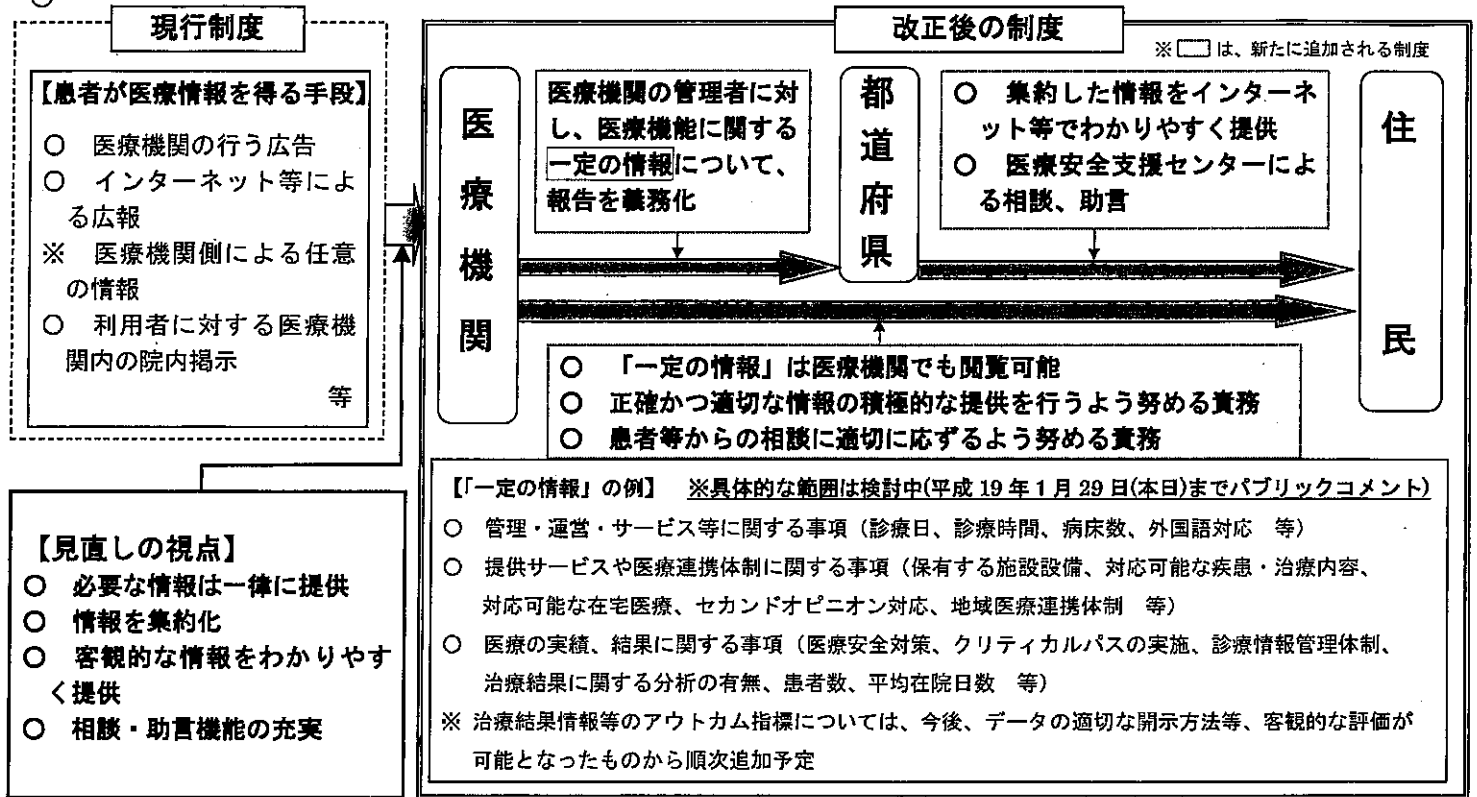 ○
現行制度
【患者が医療情報を得る手段】
○ 医療機関の行う広告
○ インターネット等によ
る広報
※ 医療機関側による任意
の情報
○ 利用者に対する医療機
関内の院内掲示
等
【見直しの視点】
○ 必要な情報は一律に提供
○ 情報を集約化
○ 客観的な情報をわかりやす
く提供
○ 相談・助言機能の充実
改正後の制度
※□は、新たに追加される制度
医療機関
医療機関の管理者に対
し、医療機能に関する
一定の情報について、
報告を義務化
都道府県
○ 集約した情報をインターネ
ット等でわかりやすく提供
○ 医療安全支援センターによ
る相談、助言
住民
○ 「一定の情報」は医療機関でも閲覧可能
○ 正確かつ適切な情報の積極的な提供を行うよう努める責務
○ 患者等からの相談に適切に応ずるよう努める責務
【「一定の情報」の例】 ※具体的な範囲は検討中(平成19年1月29日(本日)までパブリックコメント)
○ 管理・運営・サービス等に関する事項（診療日、診療時間、病床数、外国語対応 等）
○ 提供サービスや医療連携体制に関する事項（保有する施設設備、対応可能な疾患・治療内容、
対応可能な在宅医療、セカンドオピニオン対応、地域医療連携体制 等）
○ 医療の実績、結果に関する事項（医療安全対策、クリティカルパスの実施、診療情報管理体制、
治療結果に関する分析の有無、患者数、平均在院日数 等）
※ 治療結果情報等のアウトカム指標については、今後、データの適切な開示方法等、客観的な評価が
可能となったものから順次追加予定